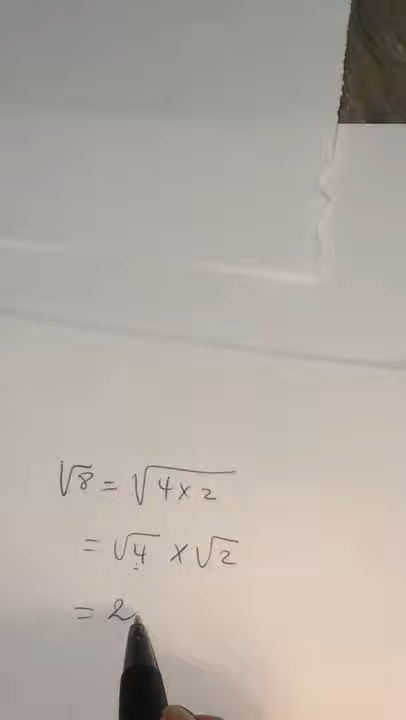 √8 = √4×2
= √4 × √2
= 2